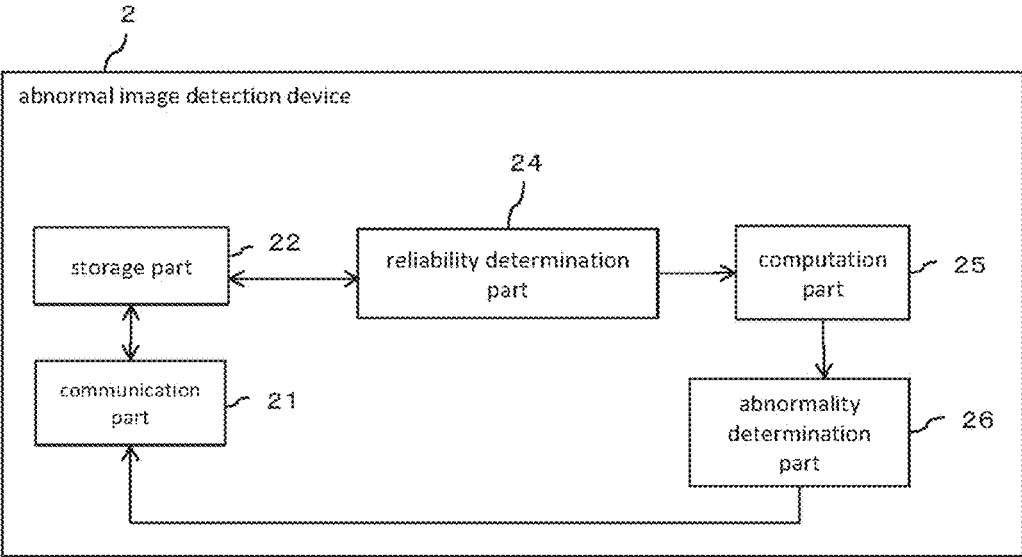 2
abnormal image detection device
24
storage part
22
reliability determination
part
computation
part
25
communication
part
21
abnormality
determination
part
26